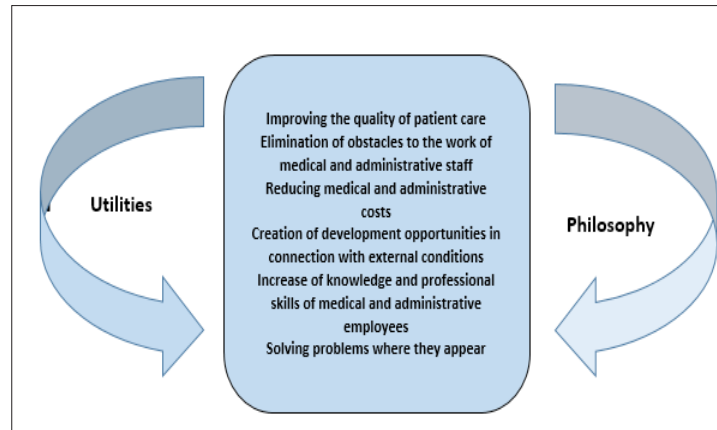 Improving the quality of patient care
Elimination of obstacles to the work of
medical and administrative staff
Reducing medical and administrative
costs
Creation of development opportunities in
connection with external conditions
Increase of knowledge and professional
skills of medical and administrative
employees
Solving problems where they appear
Utilities
Philosophy